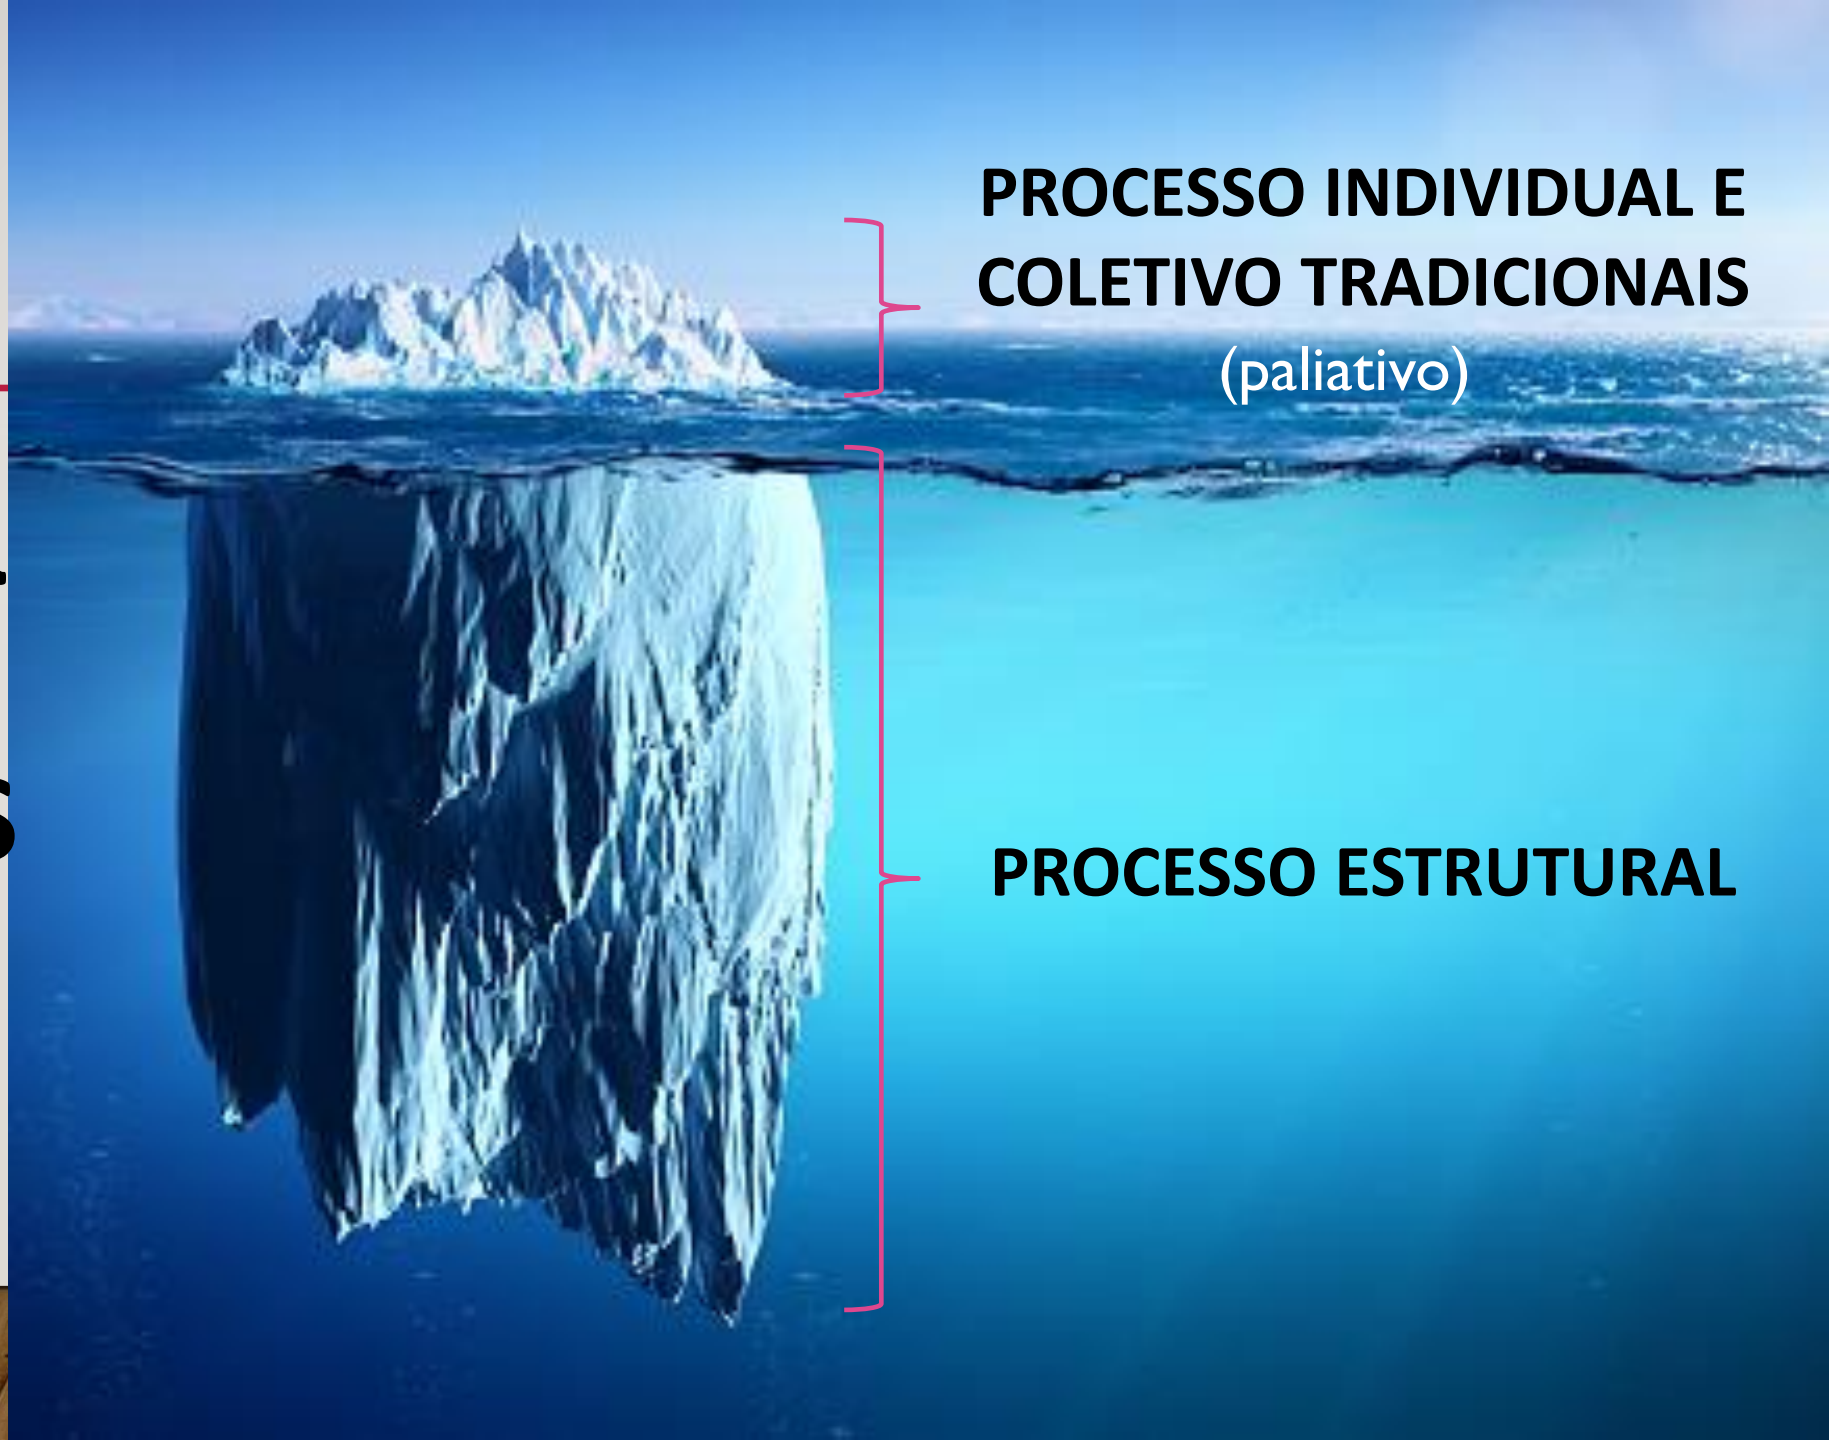 PROCESSO INDIVIDUAL E
COLETIVO TRADICIONAIS
(paliativo)
PROCESSO ESTRUTURAL